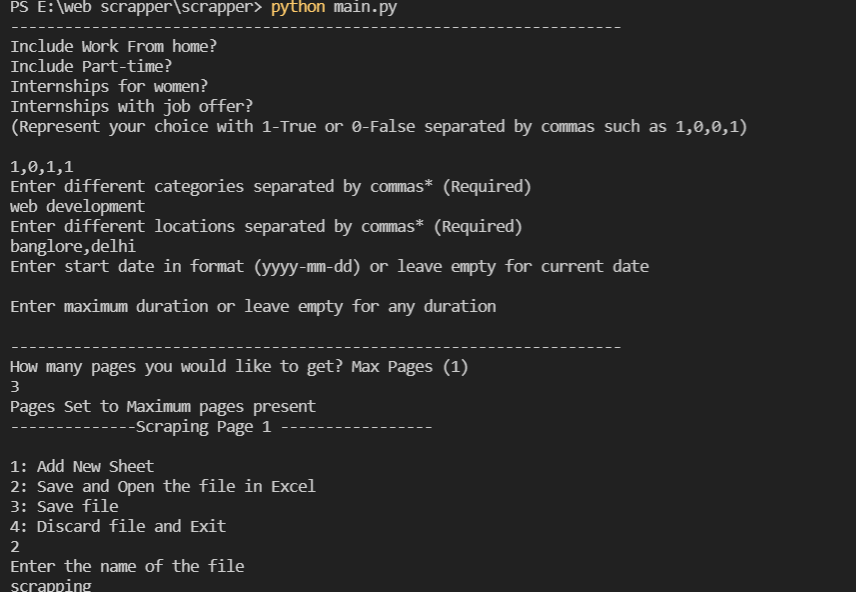 PS E:\web scrapper\scrapper> python main.py
--------------------------------------------------------------------
Include Work From home?
Include Part-time?
Internships for women?
Internships with job offer?
(Represent your choice with 1-True or 0-False separated by commas such as 1,0,0,1)
1,0,1,1
Enter different categories separated by commas* (Required)
web development
Enter different locations separated by commas* (Required)
banglore,delhi
Enter start date in format (yyyy-mm-dd) or leave empty for current date
Enter maximum duration or leave empty for any duration
--------------------------------------------------------------------
How many pages you would like to get? Max Pages (1)
3
Pages Set to Maximum pages present
--------------Scraping Page 1 -----------------
1: Add New Sheet
2: Save and Open the file in Excel
3: Save file
4: Discard file and Exit
2
Enter the name of the file
scrapping